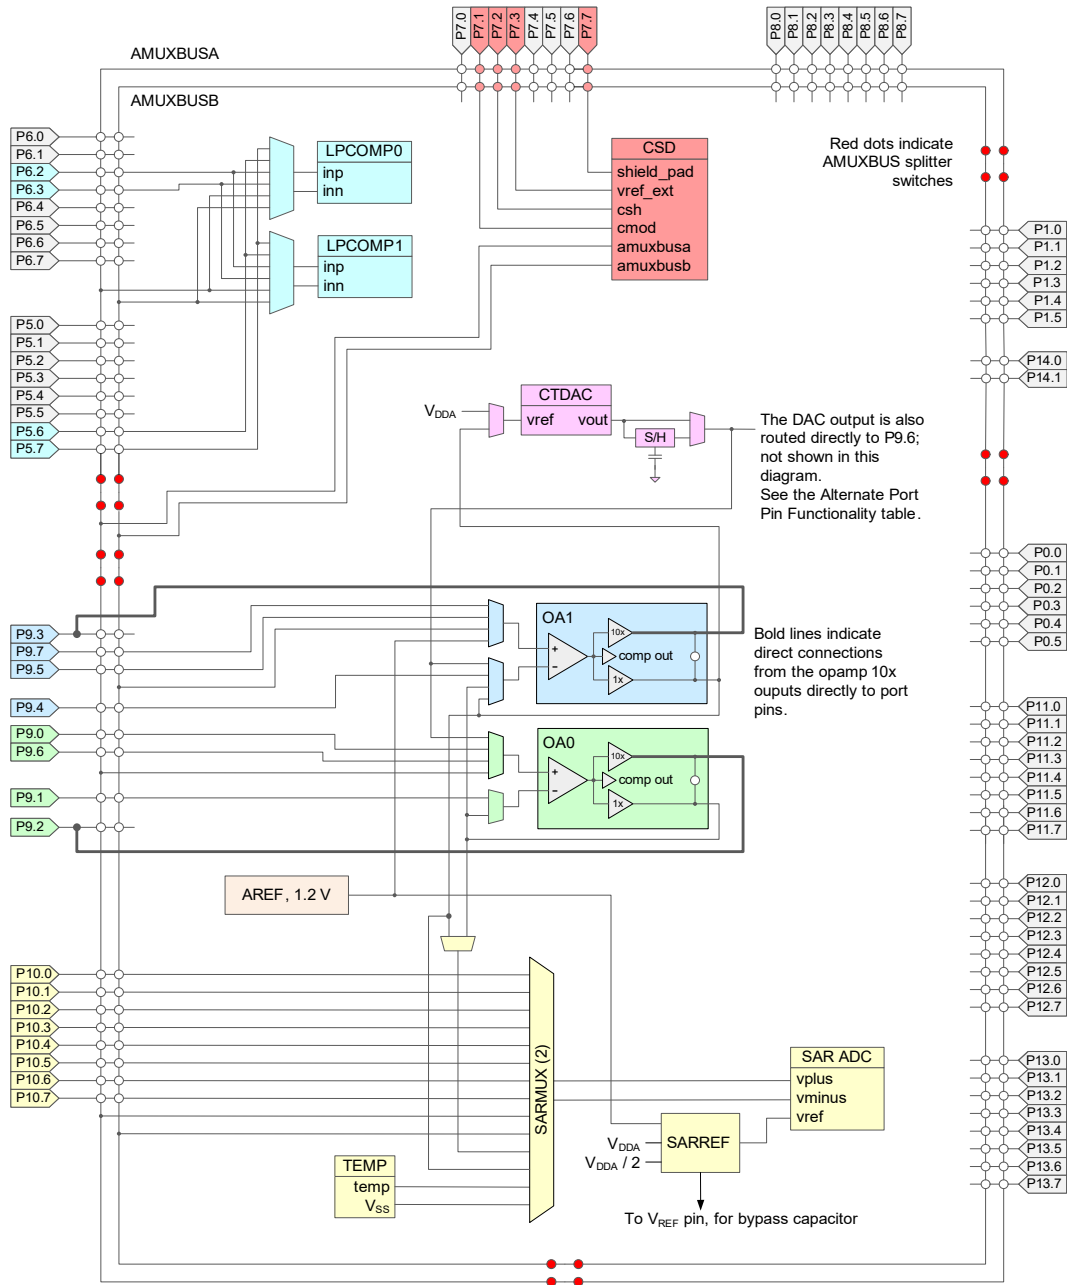 P7.0
P7.1
P7.2
P7.3
P7.4
P7.5
P7.6
P7.7
P8.0
P8.1
P8.2
P8.3
P8.4
P8.5
P8.6
P8.7
AMUXBUSA
AMUXBUSB
P6.0
P6.1
P6.2
P6.3
P6.4
P6.5
P6.6
P6.7
LPCOMP0
inp
inn
LPCOMP1
inp
inn
CSD
shield_pad
vref_ext
csh
cmod
amuxbusa
amuxbusb
Red dots indicate
AMUXBUS splitter
switches
P1.0
P1.1
P1.2
P1.3
P1.4
P1.5
P14.0
P14.1
P5.0
P5.1
P5.2
P5.3
P5.4
P5.5
P5.6
P5.7
CTDAC
VDDA
vref vout
S/H
The DAC output is also
routed directly to P9.6;
not shown in this
diagram.
See the Alternate Port
Pin Functionality table.
P0.0
P0.1
P0.2
P0.3
P0.4
P0.5
P9.3
P9.7
P9.5
P9.4
P9.0
P9.6
P9.1
P9.2
OA1
+
−
10x
comp out
1x
OA0
+
−
10x
comp out
1x
Bold lines indicate
direct connections
from the opamp 10x
ouputs directly to port
pins.
P11.0
P11.1
P11.2
P11.3
P11.4
P11.5
P11.6
P11.7
AREF, 1.2 V
P12.0
P12.1
P12.2
P12.3
P12.4
P12.5
P12.6
P12.7
P10.0
P10.1
P10.2
P10.3
P10.4
P10.5
P10.6
P10.7
SARMUX (2)
SAR ADC
vplus
vminus
vref
SARREF
VDDA
VDDA / 2
TEMP
temp
VSS
To VREF pin, for bypass capacitor
P13.0
P13.1
P13.2
P13.3
P13.4
P13.5
P13.6
P13.7